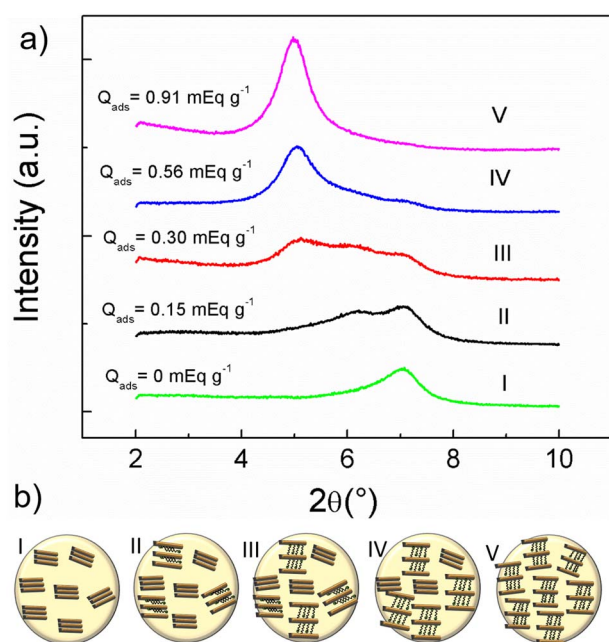 a)
Intensity (a.u.)
Q_ads= 0.91 mEq g⁻¹
V
Q_ads= 0.56 mEq g⁻¹
IV
Q_ads= 0.30 mEq g⁻¹
III
Q_ads= 0.15 mEq g⁻¹
II
Q_ads= 0 mEq g⁻¹
I
2 4 6 8 10
2θ(°)
b)
I II III IV V